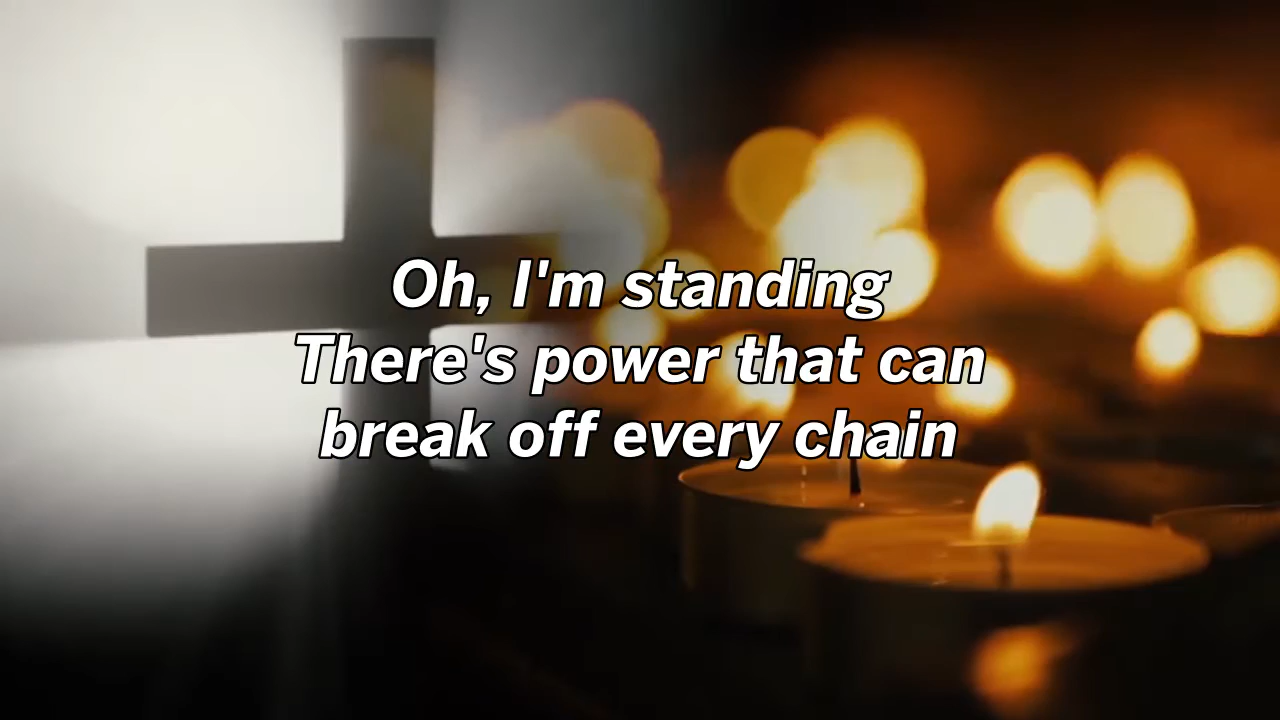 Oh, I'm standing
There's power that can
break off every chain